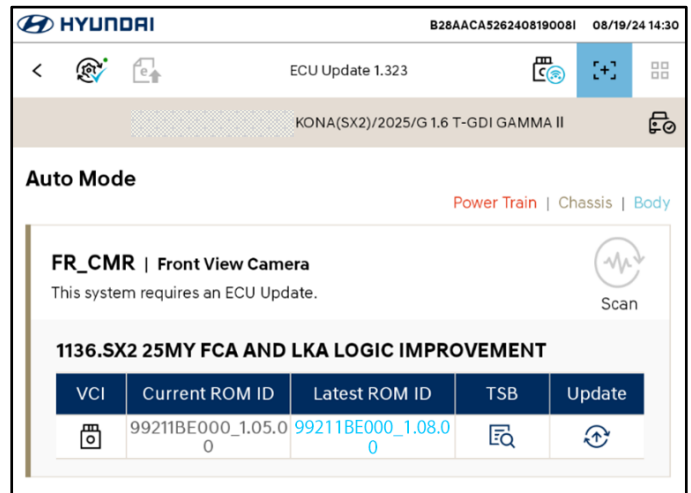 HYUNDAI B28AACA526240819008I 08/19/24 14:30
ECU Update 1.323
KONA(SX2)/2025/G 1.6 T-GDI GAMMA II
Auto Mode
Power Train | Chassis | Body
FR_CMR | Front View Camera
This system requires an ECU Update.
Scan
1136.SX2 25MY FCA AND LKA LOGIC IMPROVEMENT
VCI Current ROM ID Latest ROM ID TSB Update
99211BE000_1.05.0 99211BE000_1.08.0
0 0